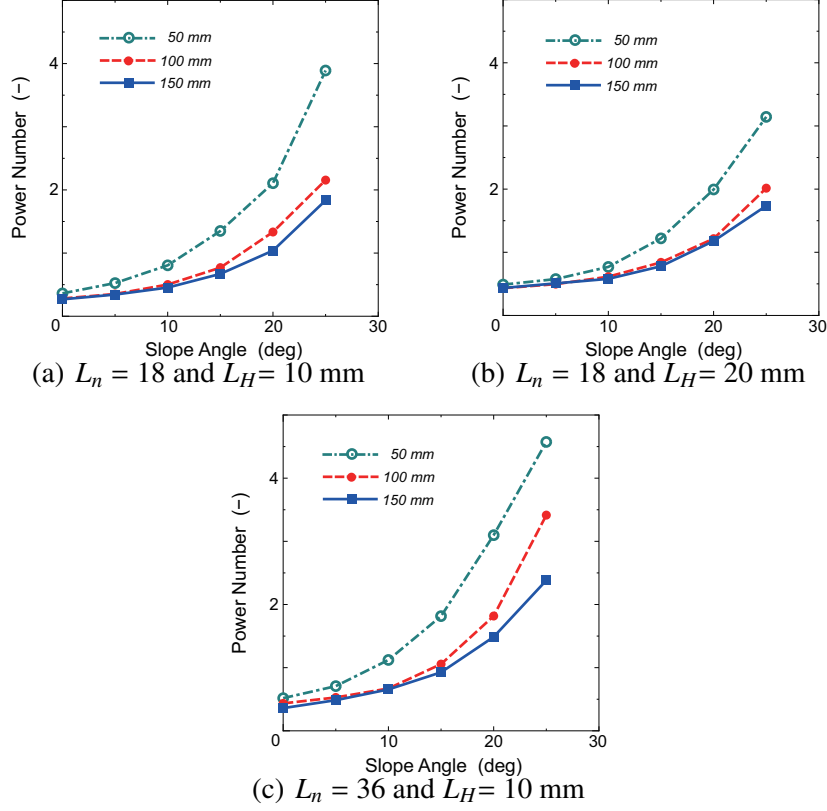 4
2
Power Number (−)
50 mm
100 mm
150 mm
0 10 20 30
Slope Angle (deg)
(a) Lₙ = 18 and L_H= 10 mm
4
2
Power Number (−)
50 mm
100 mm
150 mm
0 10 20 30
Slope Angle (deg)
(b) Lₙ = 18 and L_H= 20 mm
4
2
Power Number (−)
50 mm
100 mm
150 mm
0 10 20 30
Slope Angle (deg)
(c) Lₙ = 36 and L_H= 10 mm